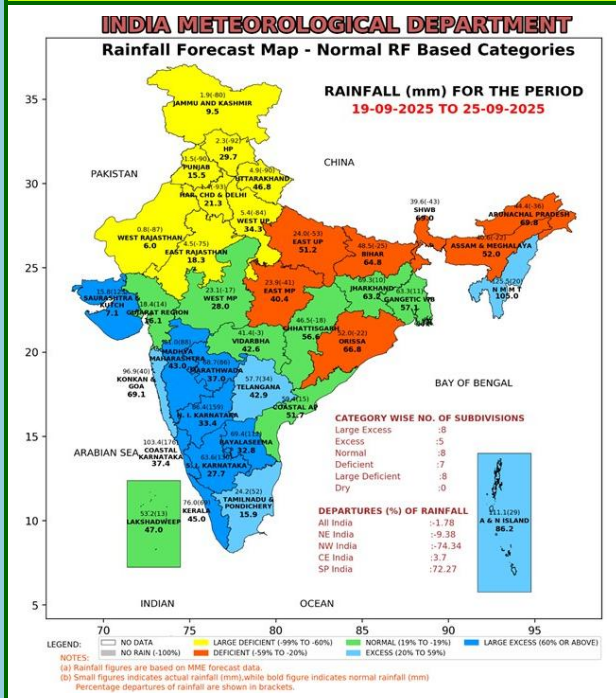 INDIA METEOROLOGICAL DEPARTMENT
Rainfall Forecast Map - Normal RF Based Categories
RAINFALL (mm) FOR THE PERIOD
19-09-2025 TO 25-09-2025
1.9(-80)
JAMMU AND KASHMIR
9.5
2.3(-92)
HP
29.7
1.5(-90)
PUNJAB
15.5
4.9(-90)
UTTARAKHAND
46.8
HAR. CHD & DELHI
21.3
5.4(-84)
WEST UP
34.3
0.8(-87)
WEST RAJASTHAN
6.0
4.5(-75)
EAST RAJASTHAN
18.3
24.0(-53)
EAST UP
51.2
48.5(-25)
BIHAR
64.8
39.6(-43)
SHWB
69.0
44.4(-36)
ARUNACHAL PRADESH
69.8
ASSAM & MEGHALAYA
52.0
125.5(20)
N M M T
105.0
SAURASHTRA &
KUTCH
7.1
18.4(14)
GUJARAT REGION
16.1
23.1(-17)
WEST MP
28.0
23.9(-41)
EAST MP
40.4
69.3(10)
JHARKHAND
63.2
63.3(11)
GANGETIC WB
57.1
46.5(-18)
CHHATTISGARH
56.6
52.0(-22)
ORISSA
66.8
41.4(-3)
VIDARBHA
42.6
MADHYA
MAHARASHTRA
43.0
MARATHWADA
37.0
96.9(40)
KONKAN &
GOA
69.1
57.7(34)
TELANGANA
42.9
59.4(15)
COASTAL AP
51.7
N. I. KARNATAKA
33.4
RAYALASEEMA
32.8
103.4(176)
COASTAL
KARNATAKA
37.4
S. I. KARNATAKA
27.7
24.2(52)
TAMILNADU &
PONDICHERY
15.9
76.0(69)
KERALA
45.0
53.2(13)
LAKSHADWEEP
47.0
111.1(29)
A & N ISLAND
86.2
PAKISTAN
CHINA
ARABIAN SEA
BAY OF BENGAL
INDIAN
OCEAN
CATEGORY WISE NO. OF SUBDIVISIONS
Large Excess :8
Excess :5
Normal :8
Deficient :7
Large Deficient :8
Dry :0
DEPARTURES (%) OF RAINFALL
All India :-1.78
NE India :-9.38
NW India :-74.34
CE India :3.7
SP India :72.27
35
30
25
20
15
10
5
70 75 80 85 90 95
LEGEND:
NO DATA
LARGE DEFICIENT (-99% TO -60%)
NORMAL (19% TO -19%)
LARGE EXCESS (60% OR ABOVE)
NO RAIN (-100%)
DEFICIENT (-59% TO -20%)
EXCESS (20% TO 59%)
NOTES:
(a) Rainfall figures are based on MME forecast data.
(b) Small figures indicates actual rainfall (mm),while bold figure indicates normal rainfall (mm)
Percentage departures of rainfall are shown in brackets.